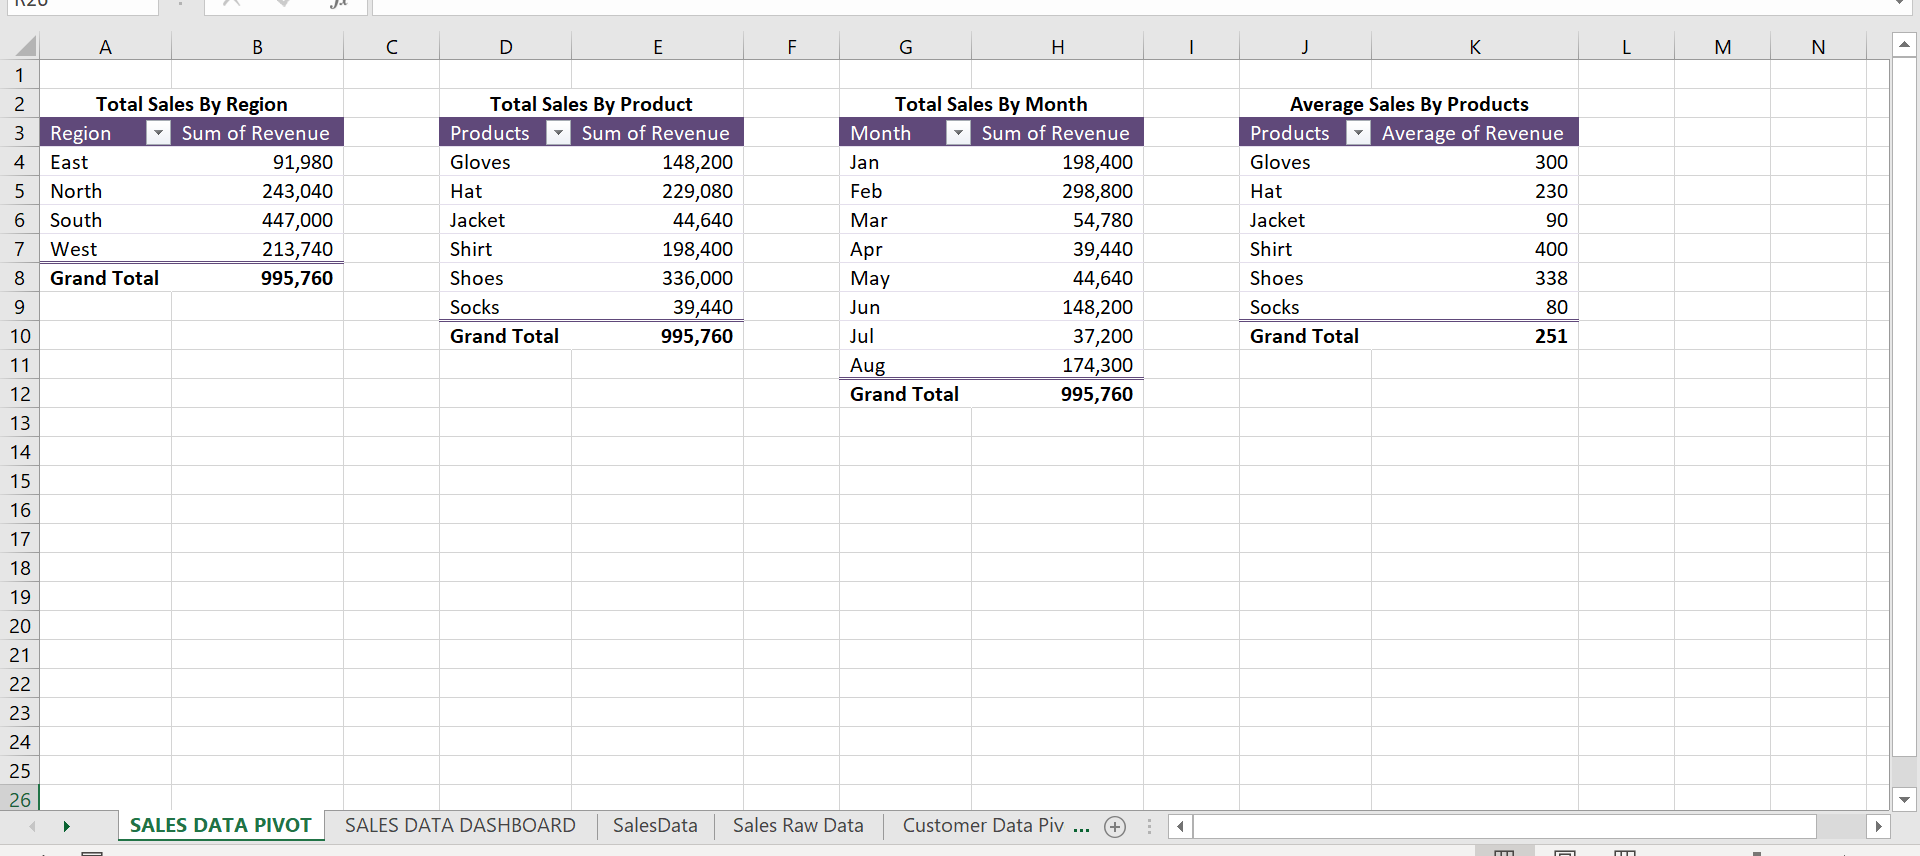 fx
A B C D E F G H I J K L M N
1
2 Total Sales By Region Total Sales By Product Total Sales By Month Average Sales By Products
3 Region Sum of Revenue Products Sum of Revenue Month Sum of Revenue Products Average of Revenue
4 East 91,980 Gloves 148,200 Jan 198,400 Gloves 300
5 North 243,040 Hat 229,080 Feb 298,800 Hat 230
6 South 447,000 Jacket 44,640 Mar 54,780 Jacket 90
7 West 213,740 Shirt 198,400 Apr 39,440 Shirt 400
8 Grand Total 995,760 Shoes 336,000 May 44,640 Shoes 338
9 Socks 39,440 Jun 148,200 Socks 80
10 Grand Total 995,760 Jul 37,200 Grand Total 251
11 Aug 174,300
12 Grand Total 995,760
13
14
15
16
17
18
19
20
21
22
23
24
25
26
SALES DATA PIVOT SALES DATA DASHBOARD SalesData Sales Raw Data Customer Data Piv ...